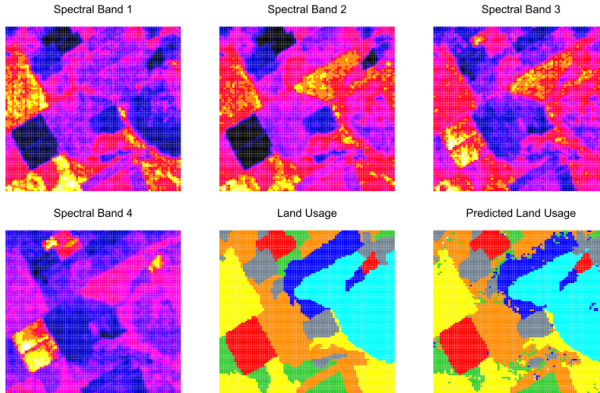 Spectral Band 1
Spectral Band 2
Spectral Band 3
Spectral Band 4
Land Usage
Predicted Land Usage